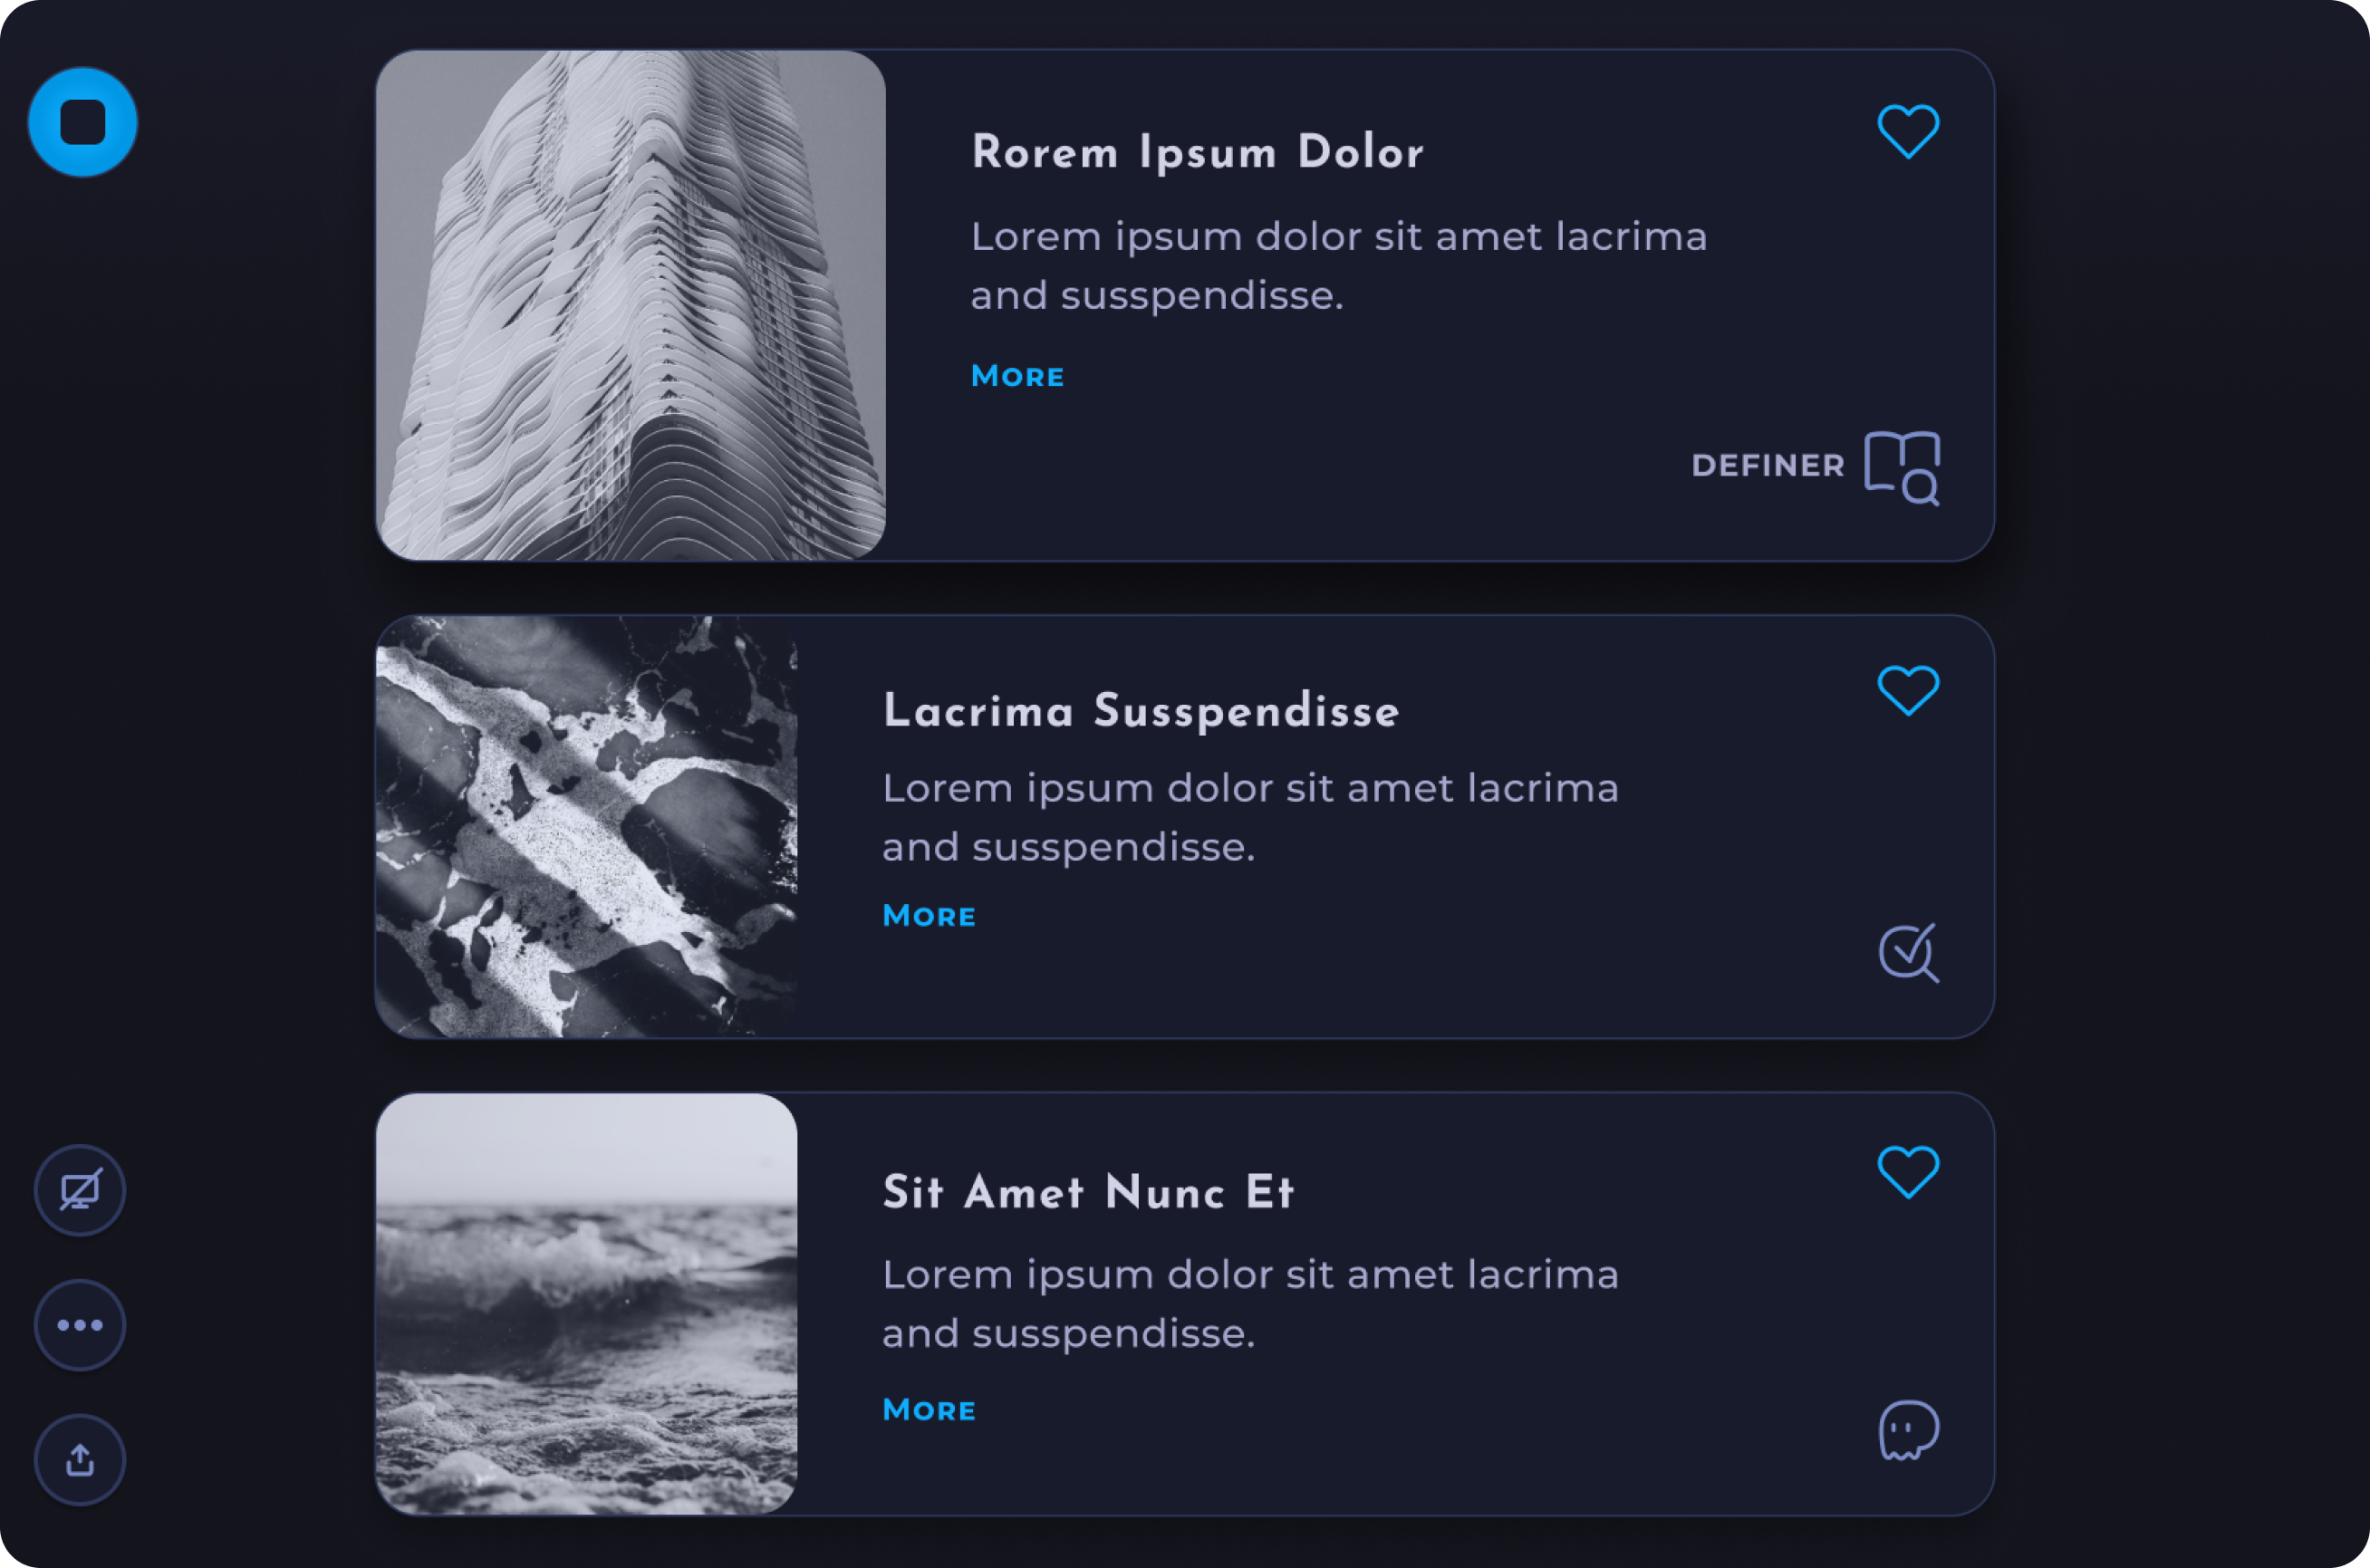 Rorem Ipsum Dolor
Lorem ipsum dolor sit amet lacrima
and susspendisse.
More
DEFINER
Lacrima Susspendisse
Lorem ipsum dolor sit amet lacrima
and susspendisse.
More
Sit Amet Nunc Et
Lorem ipsum dolor sit amet lacrima
and susspendisse.
More